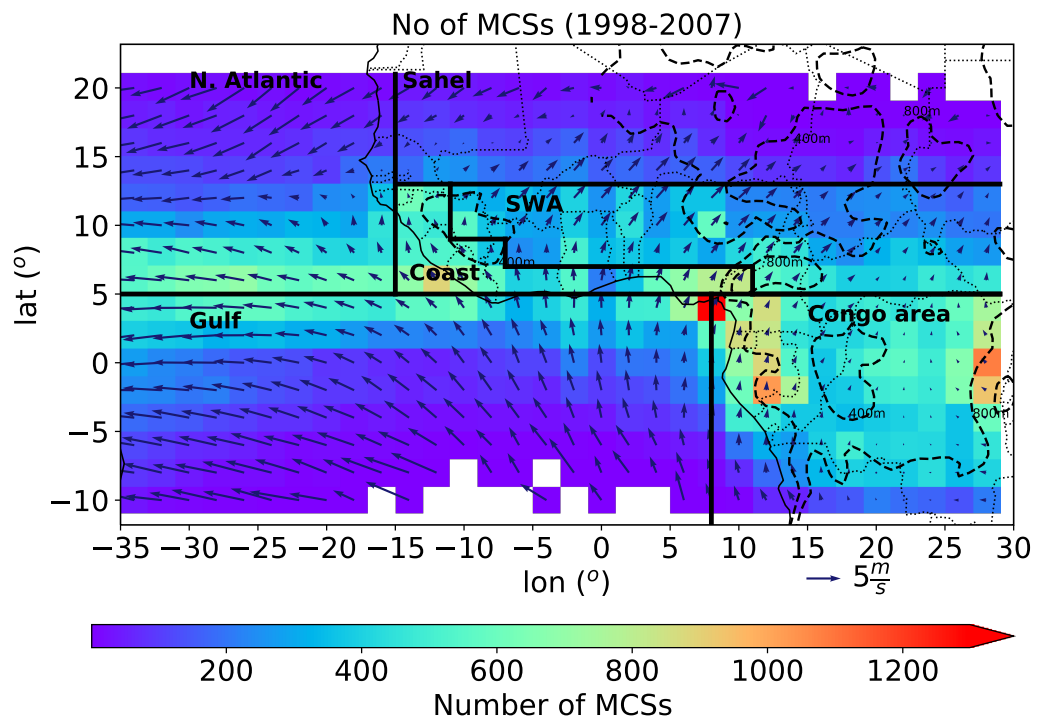 No of MCSs (1998-2007)
N. Atlantic
Sahel
800m
400m
SWA
Coast
800m
Gulf
Congo area
400m
800m
20
15
10
5
0
−5
−10
lat (°)
−35 −30 −25 −20 −15 −10 −5 0 5 10 15 20 25 30
lon (°)
5 m/s
200 400 600 800 1000 1200
Number of MCSs